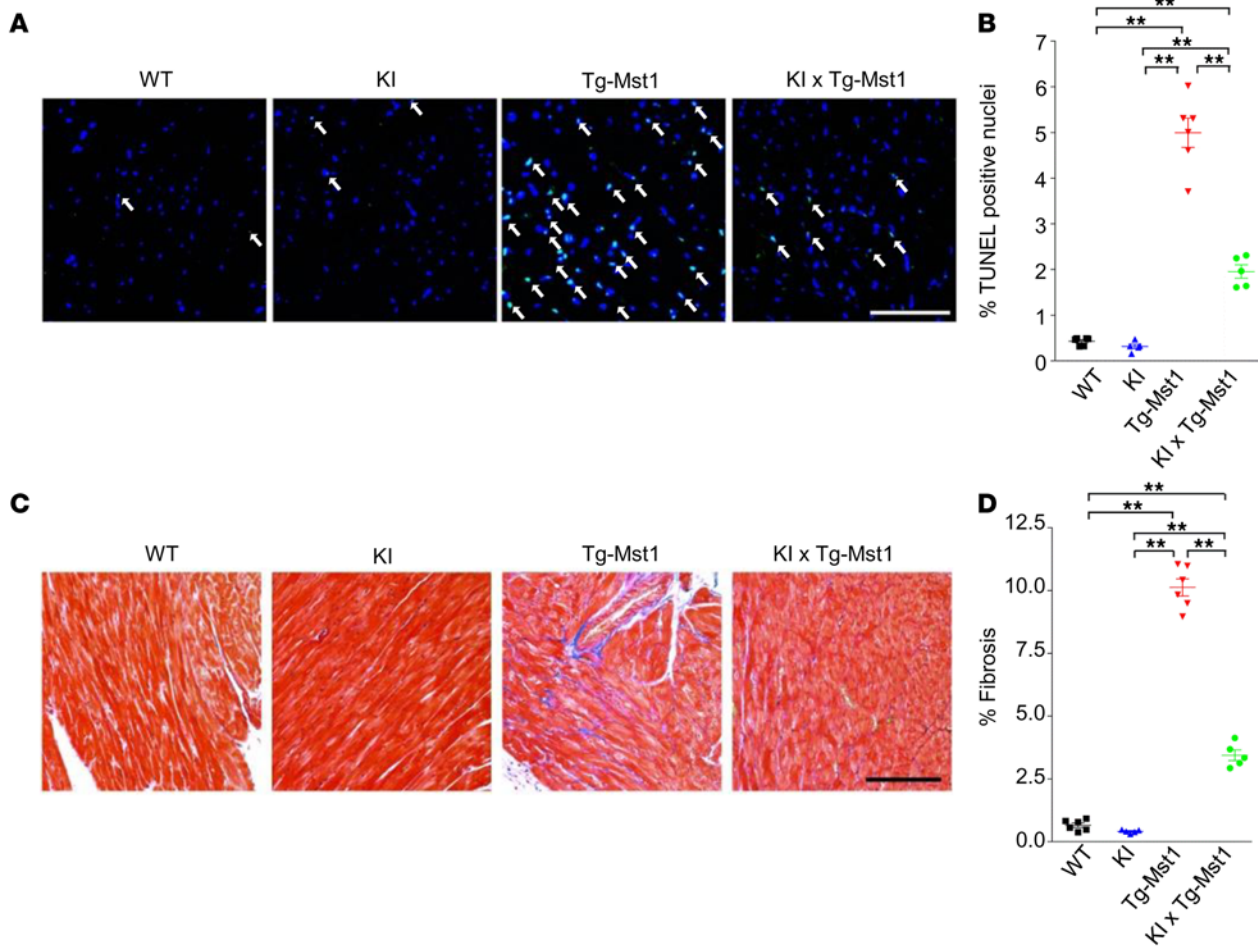 A
WT
KI
Tg-Mst1
KI x Tg-Mst1
B
**
**
**
**
**
% TUNEL positive nuclei
7
6
5
4
3
2
1
0
WT
KI
Tg-Mst1
KI x Tg-Mst1
C
WT
KI
Tg-Mst1
KI x Tg-Mst1
D
**
**
**
**
**
% Fibrosis
12.5
10.0
7.5
5.0
2.5
0.0
WT
KI
Tg-Mst1
KI x Tg-Mst1